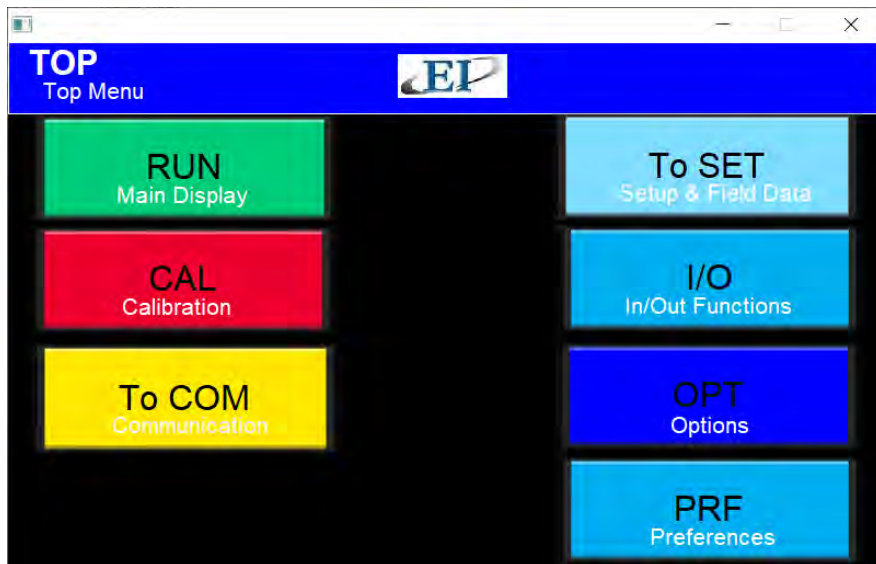 TOP
Top Menu
EI
RUN
Main Display
To SET
Setup & Field Data
CAL
Calibration
I/O
In/Out Functions
To COM
Communication
OPT
Options
PRF
Preferences